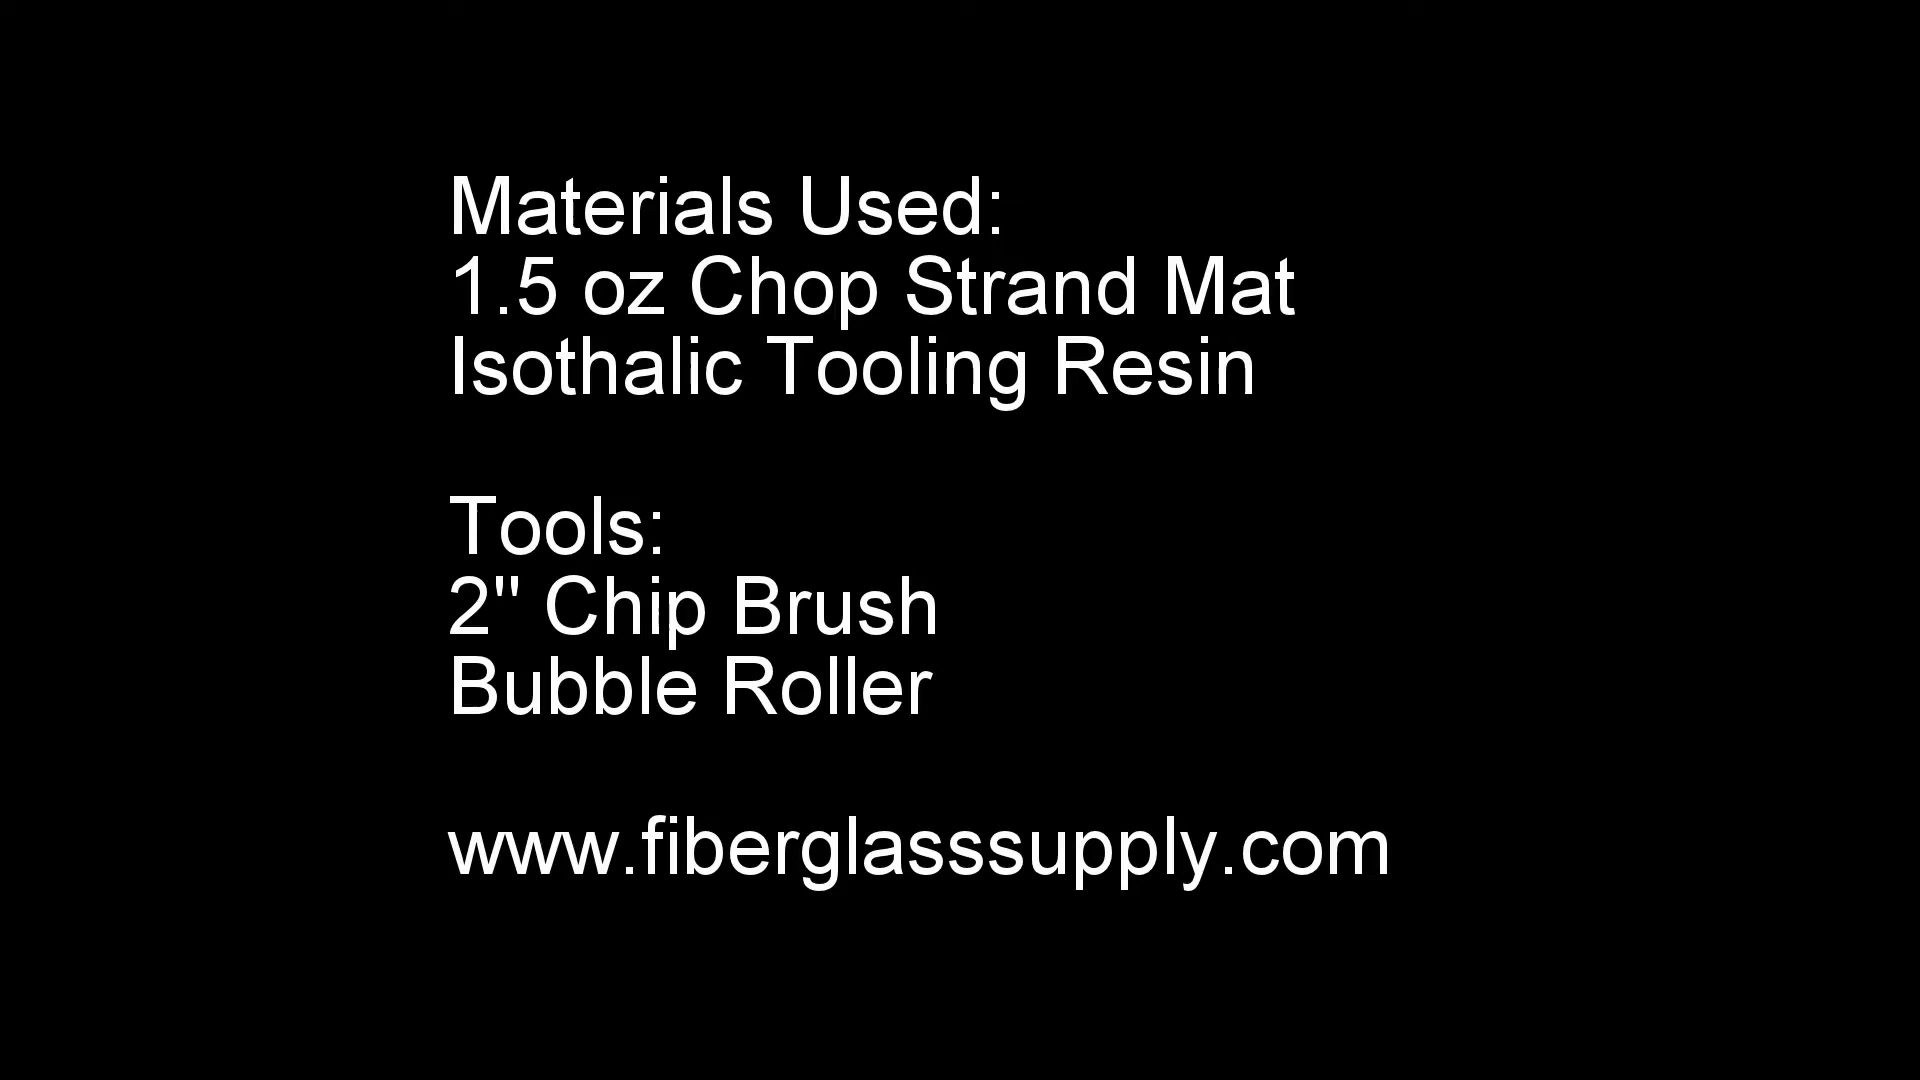 Materials Used:
1.5 oz Chop Strand Mat
Isothalic Tooling Resin
Tools:
2" Chip Brush
Bubble Roller
www.fiberglasssupply.com